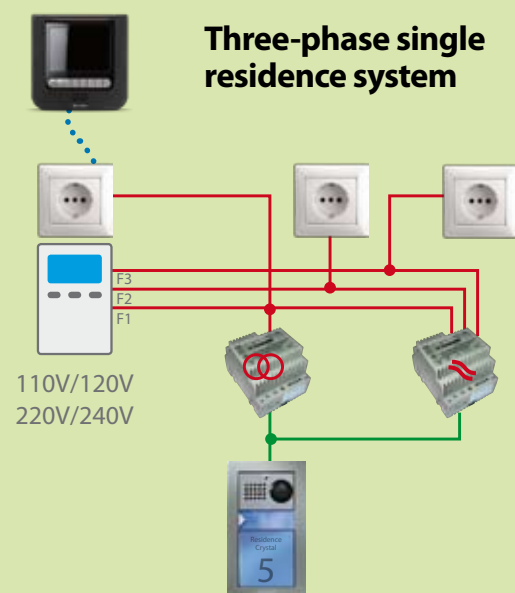 Three-phase single
residence system
F3
F2
F1
110V/120V
220V/240V
Residence
Crystal
5